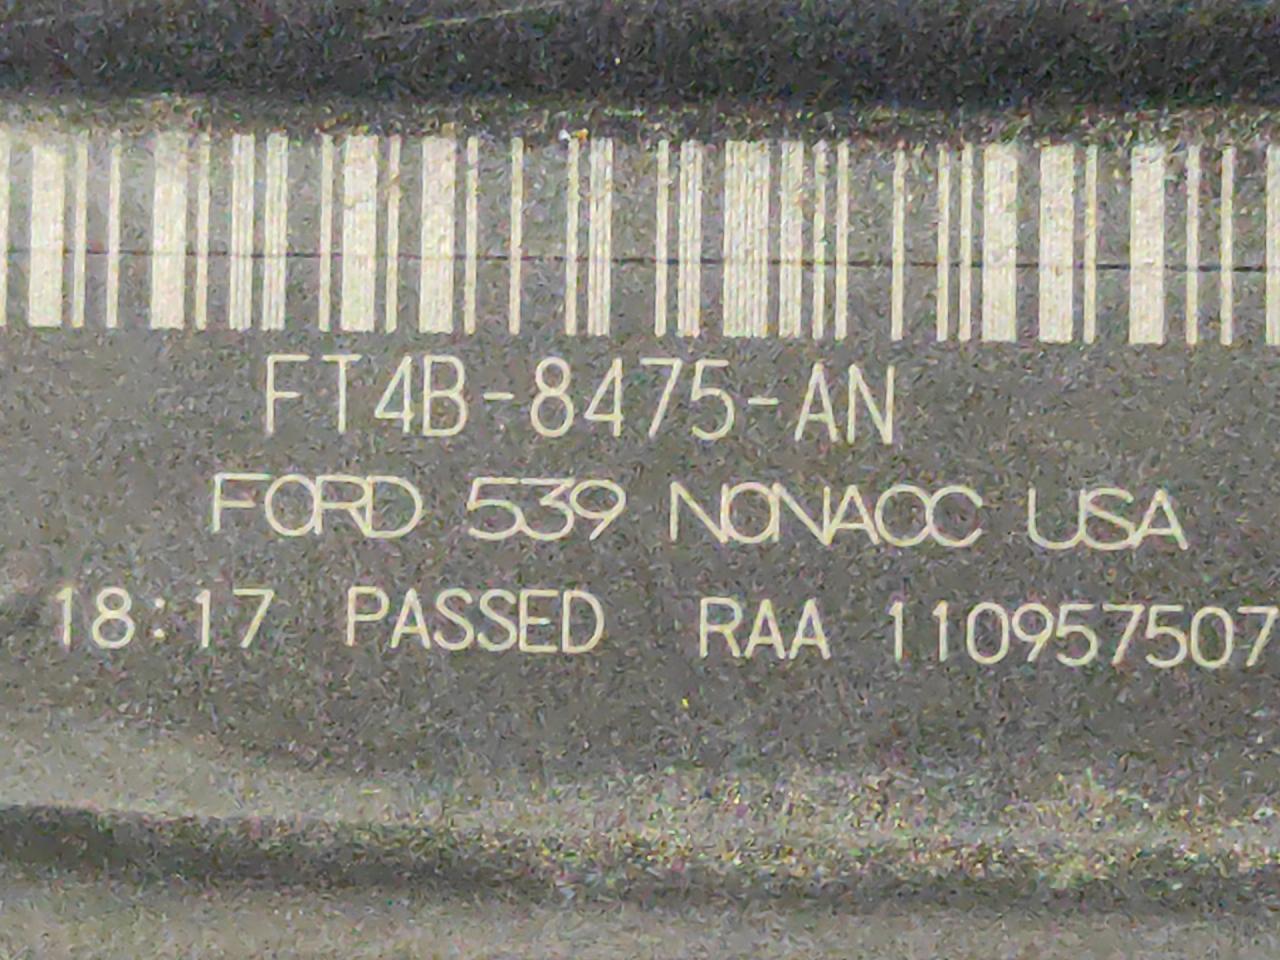 FT4B-8475-AN
FORD 539 NONACC USA
18:17 PASSED RAA 110957507